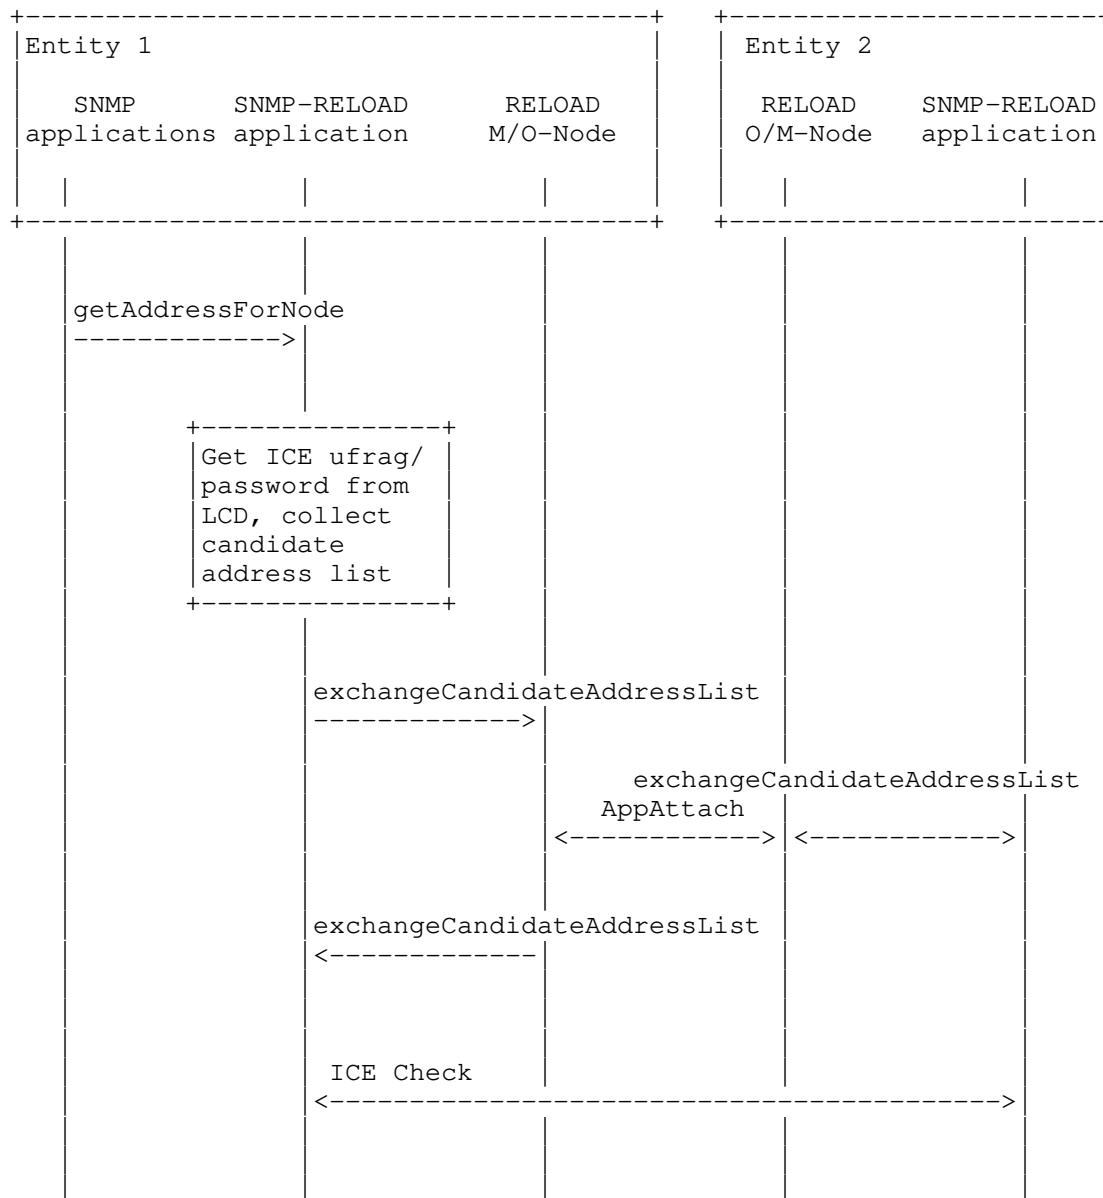 Entity 1 Entity 2
SNMP SNMP-RELOAD RELOAD RELOAD SNMP-RELOAD
applications application M/O-Node O/M-Node application
getAddressForNode
Get ICE ufrag/
password from
LCD, collect
candidate
address list
exchangeCandidateAddressList
exchangeCandidateAddressList
AppAttach
exchangeCandidateAddressList
ICE Check